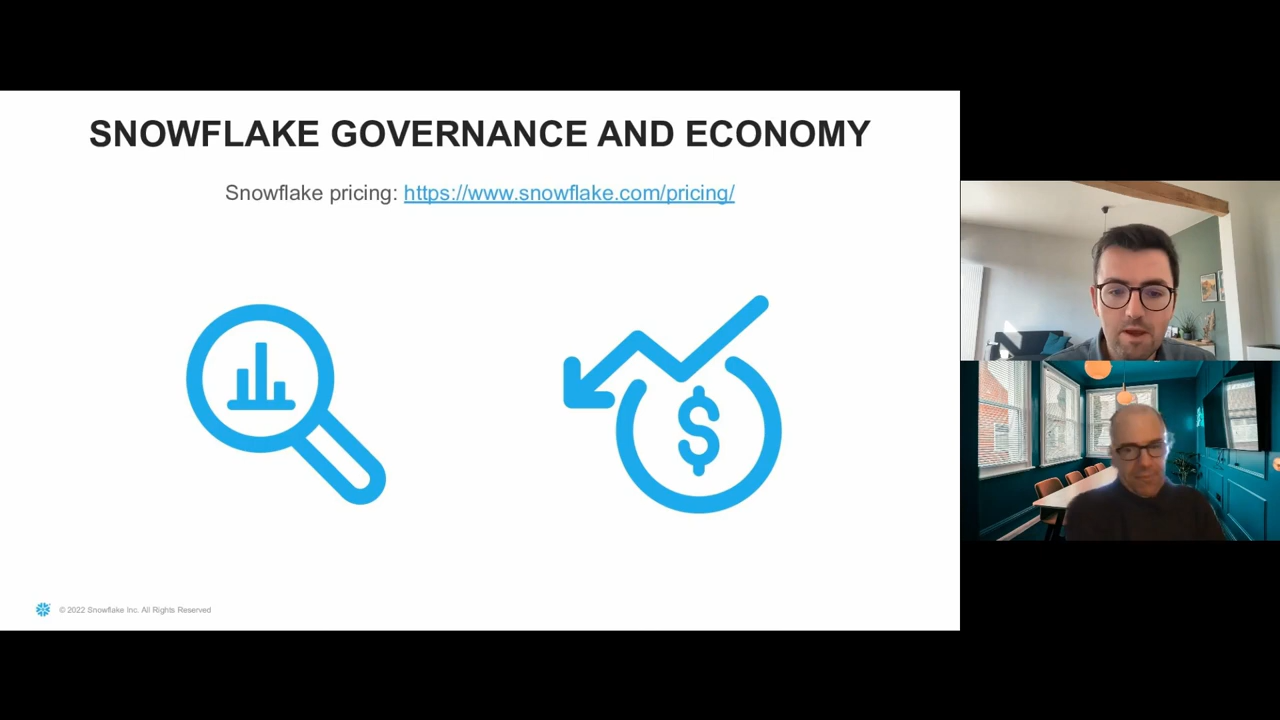 SNOWFLAKE GOVERNANCE AND ECONOMY
Snowflake pricing: https://www.snowflake.com/pricing/
$
© 2022 Snowflake Inc. All Rights Reserved